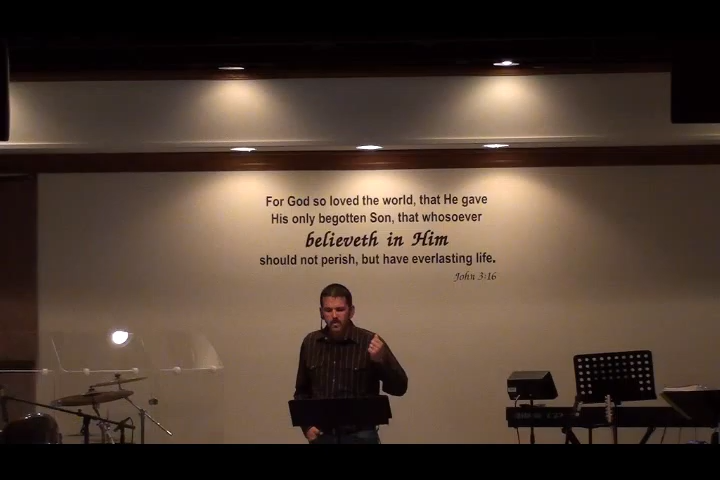 For God so loved the world, that He gave
His only begotten Son, that whosoever
believeth in Him
should not perish, but have everlasting life.
John 3:16